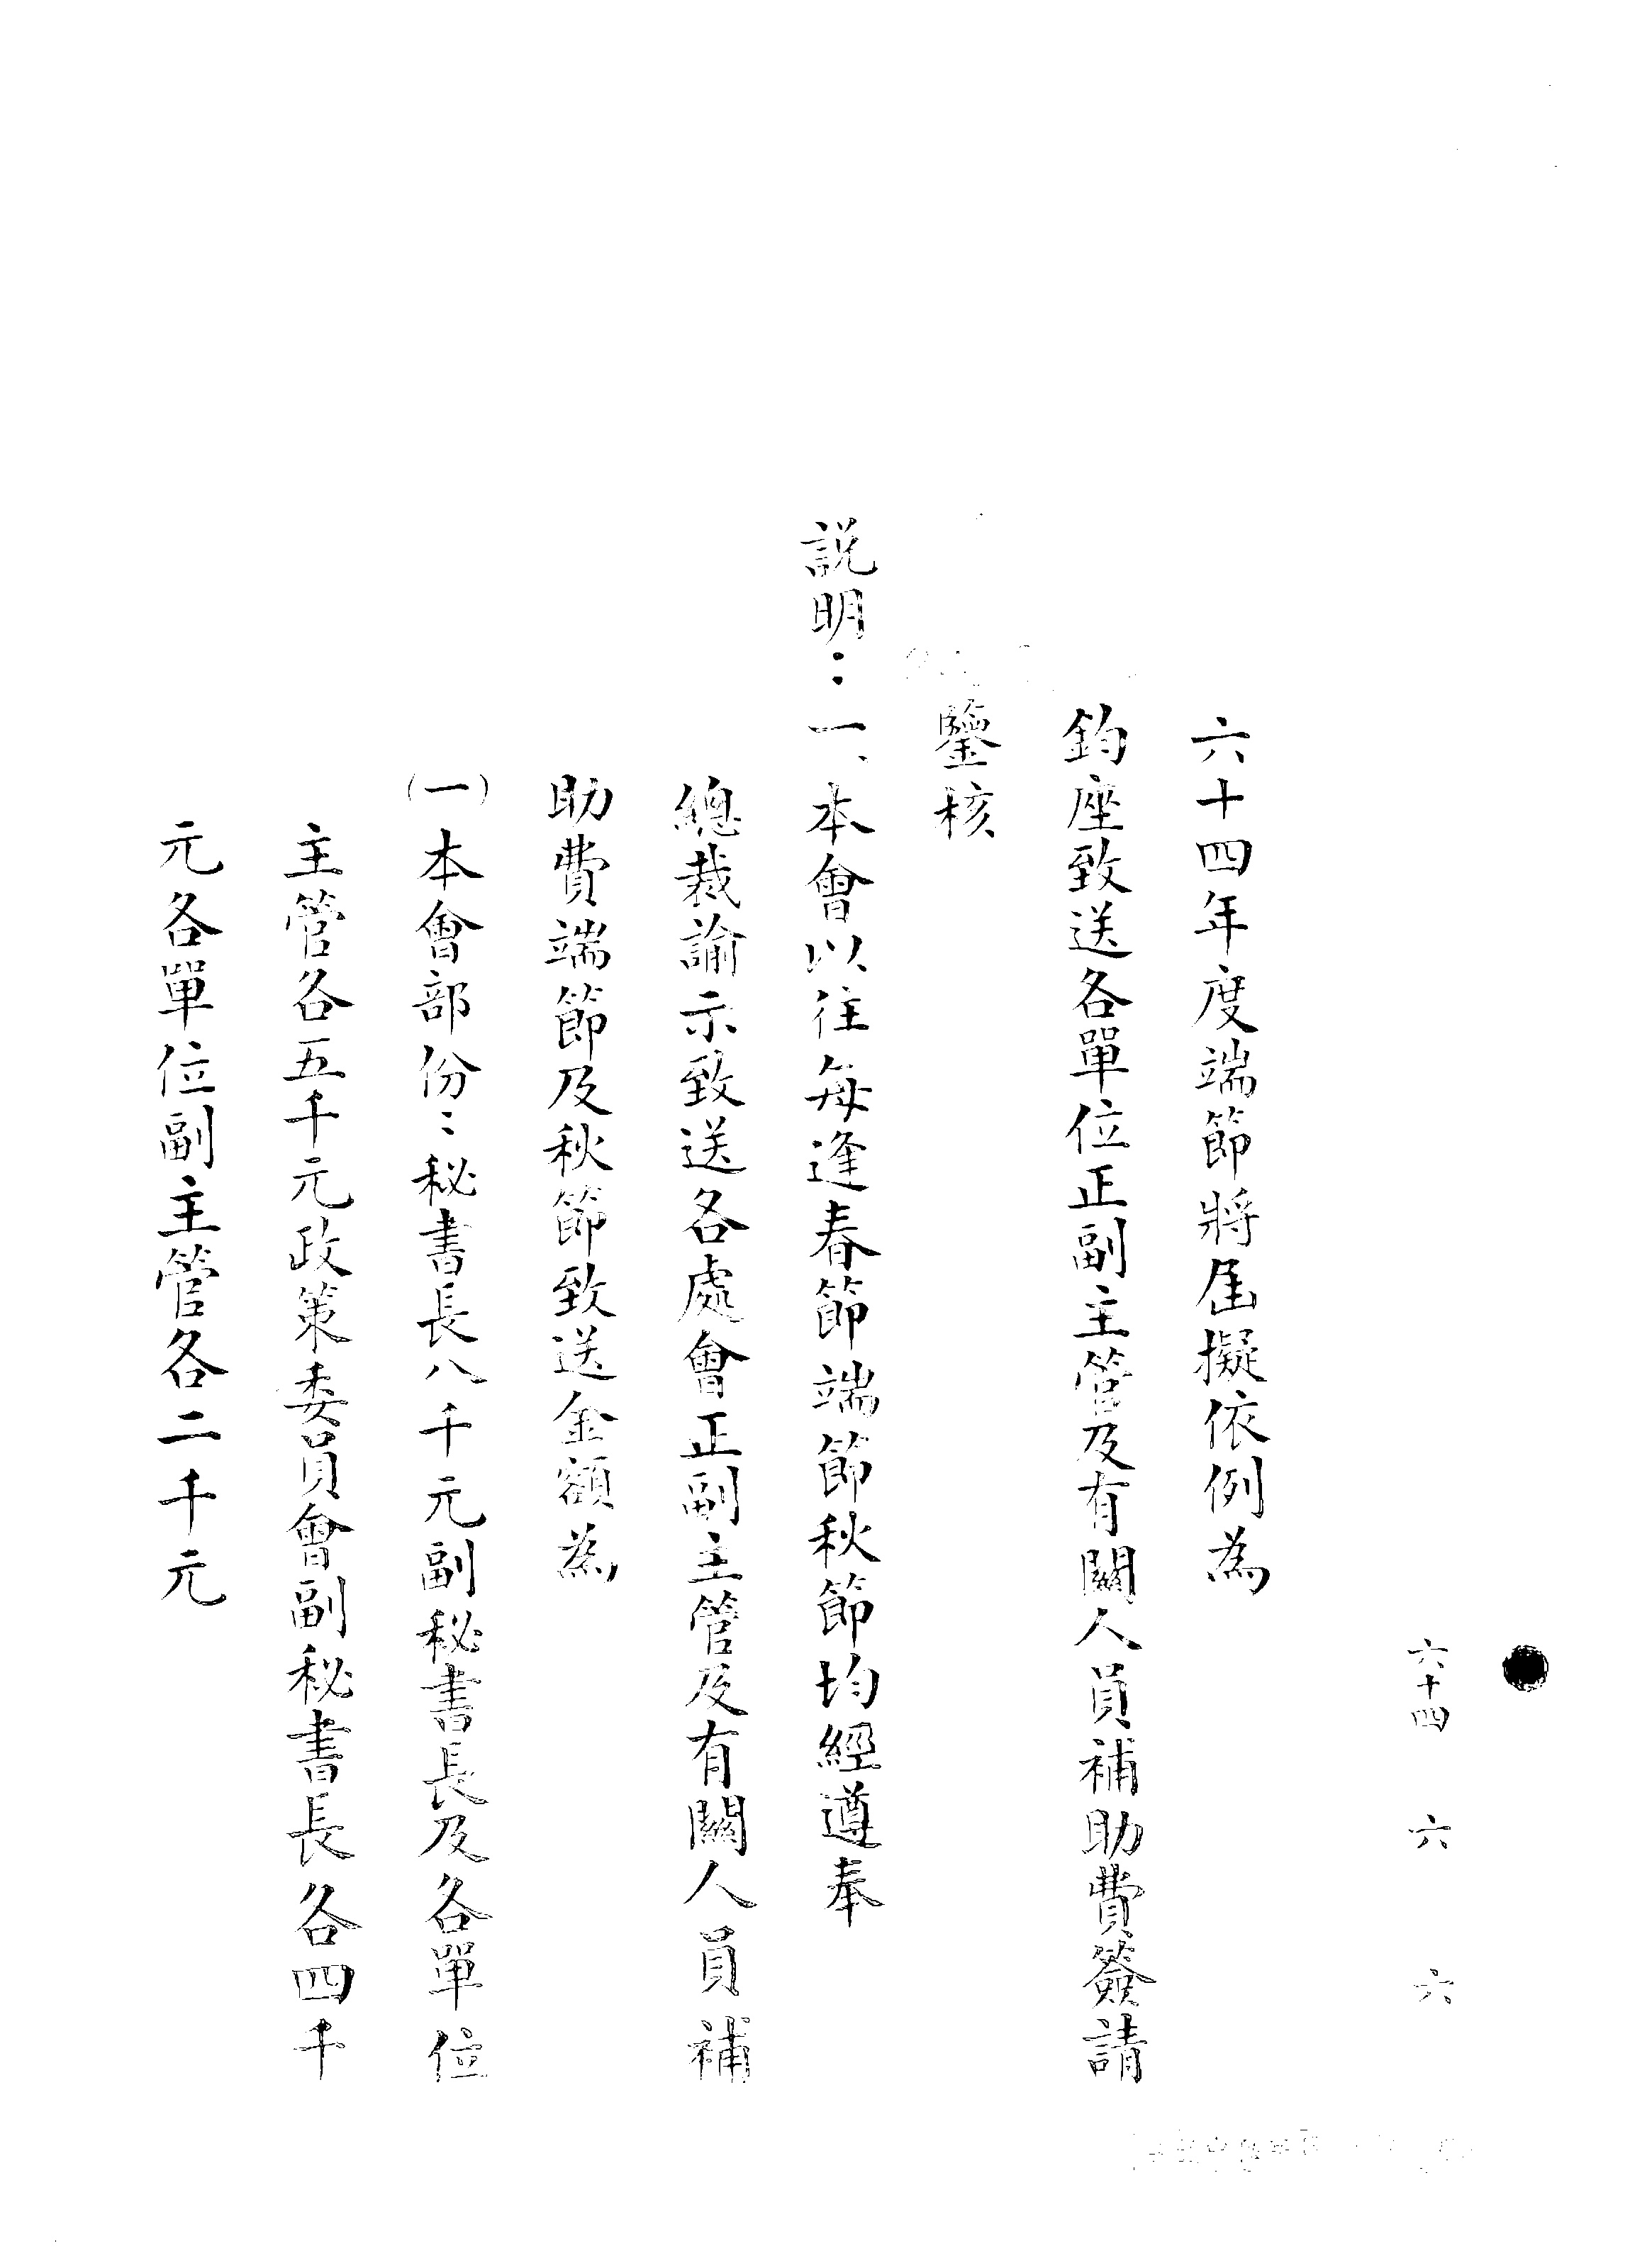 六十四 六 六
六十四年度端節將屆擬依例為
鈞座致送各單位正副主管及有關人員補助費簽請
鑒核
説明：一、本會以往每逢春節端節秋節均經遵奉
總裁諭示致送各處會正副主管及有關人員補
助費端節及秋節致送金額為
(一)本會部份：秘書長八千元副秘書長及各單位
主管各五千元政策委員會副秘書長各四千
元各單位副主管各二千元